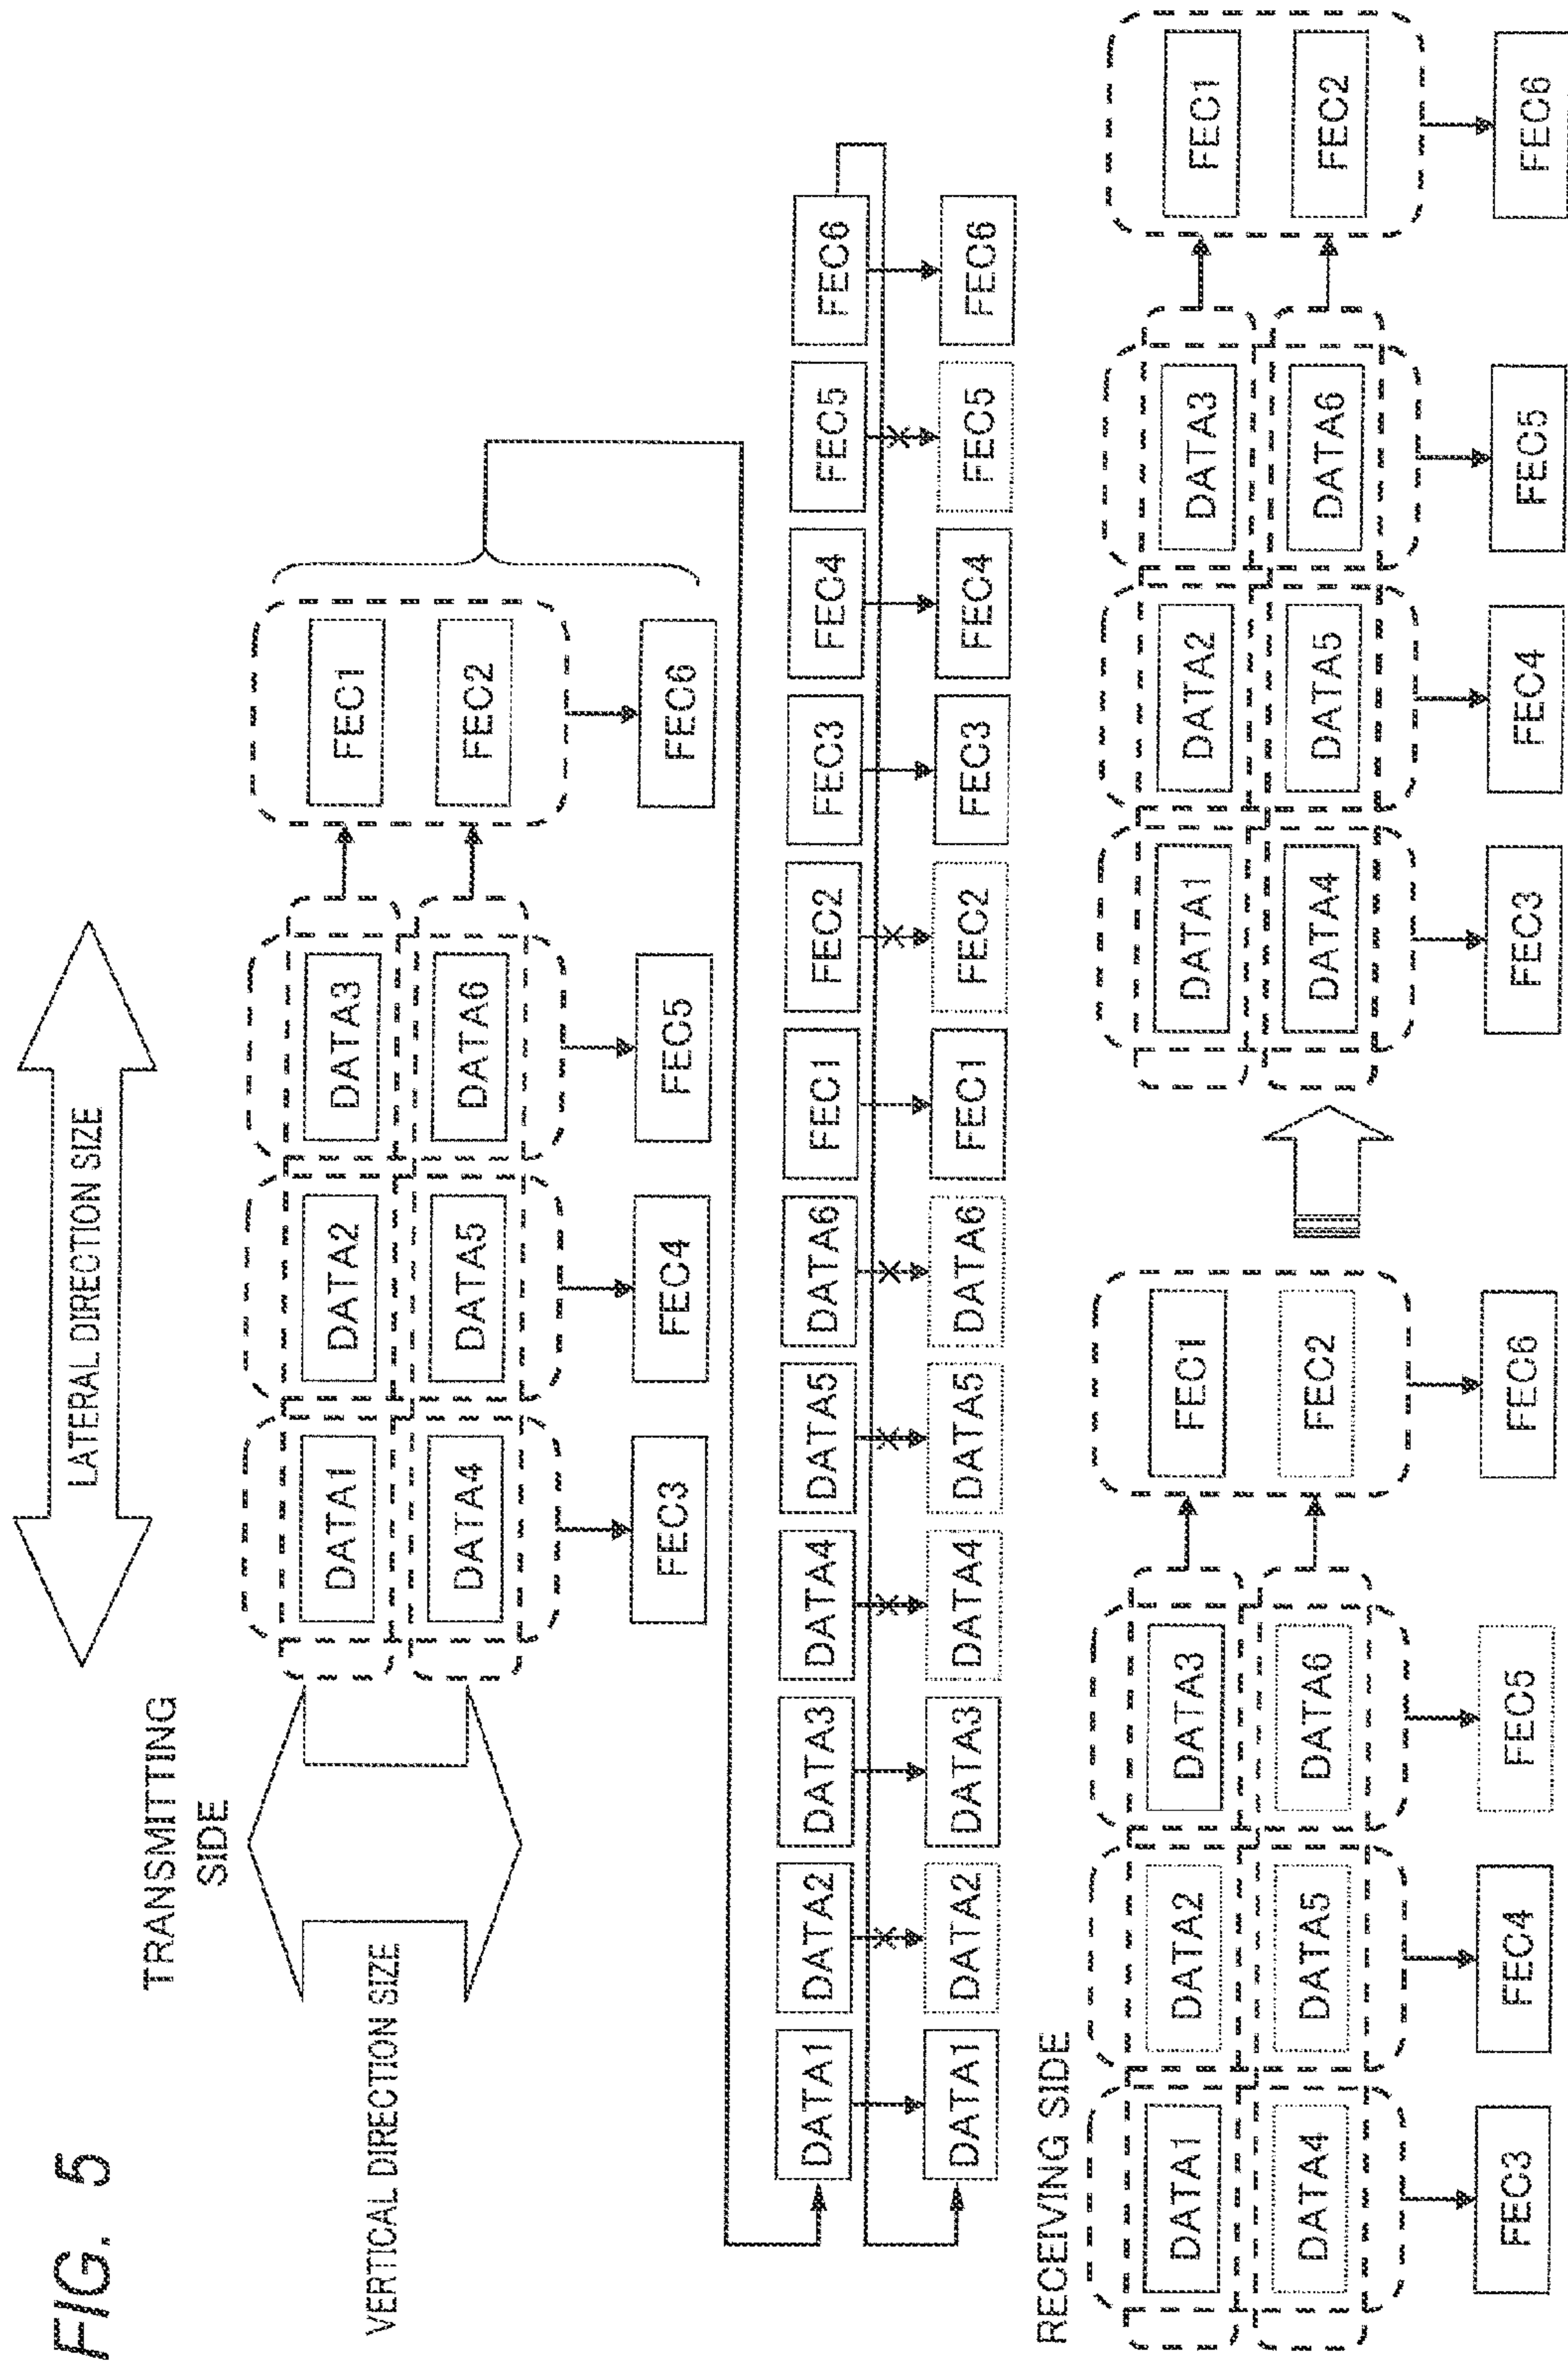 FIG. 5
LATERAL DIRECTION SIZE
TRANSMITTING
SIDE
VERTICAL DIRECTION SIZE
DATA1 DATA2 DATA3 FEC1
DATA4 DATA5 DATA6 FEC2
FEC3 FEC4 FEC5 FEC6
DATA1 DATA2 DATA3 DATA4 DATA5 DATA6 FEC1 FEC2 FEC3 FEC4 FEC5 FEC6
DATA1 DATA2 DATA3 DATA4 DATA5 DATA6 FEC1 FEC2 FEC3 FEC4 FEC5 FEC6
RECEIVING SIDE
DATA1 DATA2 DATA3 FEC1 DATA1 DATA2 DATA3 FEC1
DATA4 DATA5 DATA6 FEC2 DATA4 DATA5 DATA6 FEC2
FEC3 FEC4 FEC5 FEC6 FEC3 FEC4 FEC5 FEC6